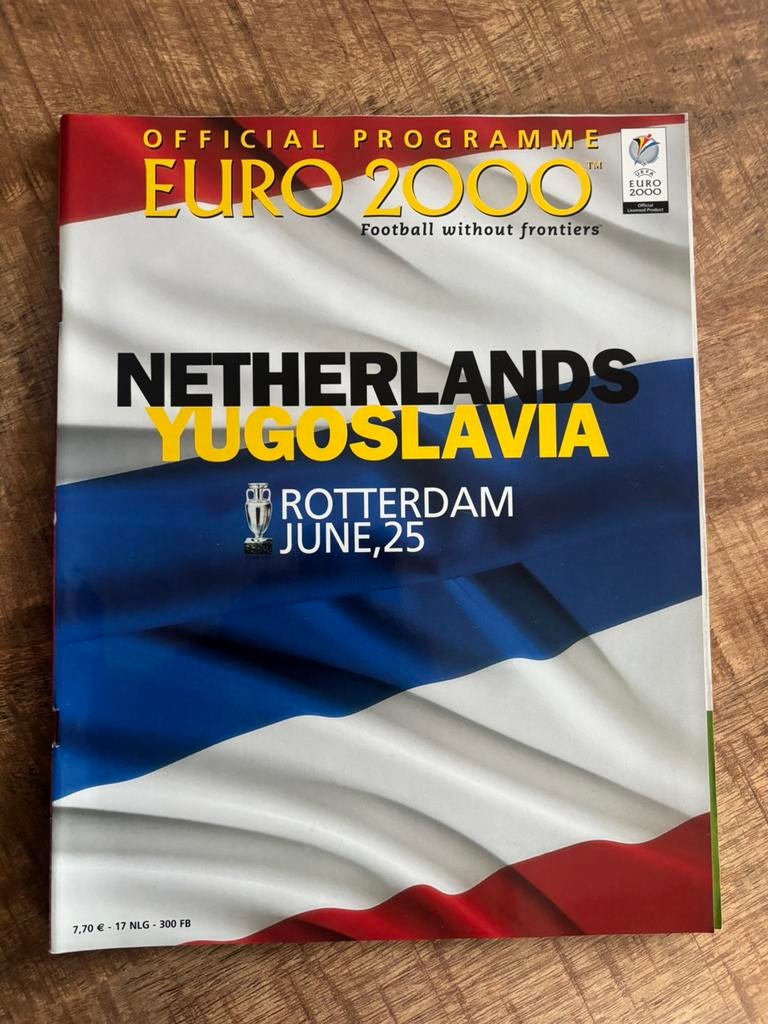 OFFICIAL PROGRAMME
EURO 2000™
Football without frontiers
UEFA
EURO
2000
Official
Licensed Product
NETHERLANDS
YUGOSLAVIA
ROTTERDAM
JUNE,25
7,70 € - 17 NLG - 300 FB